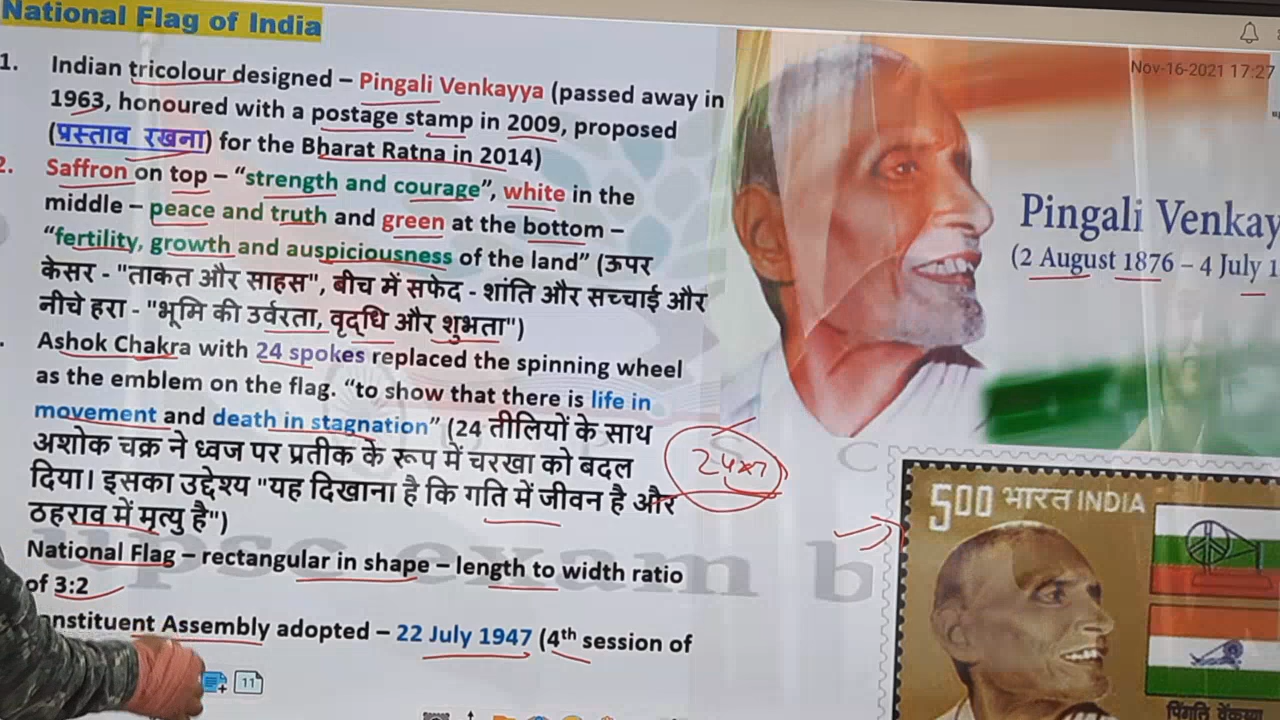 National Flag of India
Nov-16-2021 17:27
1. Indian tricolour designed – Pingali Venkayya (passed away in
1963, honoured with a postage stamp in 2009, proposed
(प्रस्ताव रखना) for the Bharat Ratna in 2014)
2. Saffron on top – “strength and courage”, white in the
middle – peace and truth and green at the bottom –
“fertility, growth and auspiciousness of the land” (ऊपर
केसर - "ताकत और साहस", बीच में सफेद - शांति और सच्चाई और
नीचे हरा - "भूमि की उर्वरता, वृद्धि और शुभता")
. Ashok Chakra with 24 spokes replaced the spinning wheel
as the emblem on the flag. “to show that there is life in
movement and death in stagnation” (24 तीलियों के साथ
अशोक चक्र ने ध्वज पर प्रतीक के रूप में चरखा को बदल
दिया। इसका उद्देश्य "यह दिखाना है कि गति में जीवन है और
ठहराव में मृत्यु है")
National Flag – rectangular in shape – length to width ratio
of 3:2
onstituent Assembly adopted – 22 July 1947 (4th session of
11
upsc exam b
S C
24x7
Pingali Venkay
(2 August 1876 – 4 July 1
500 भारत INDIA
पिंगलि वेंकय्या